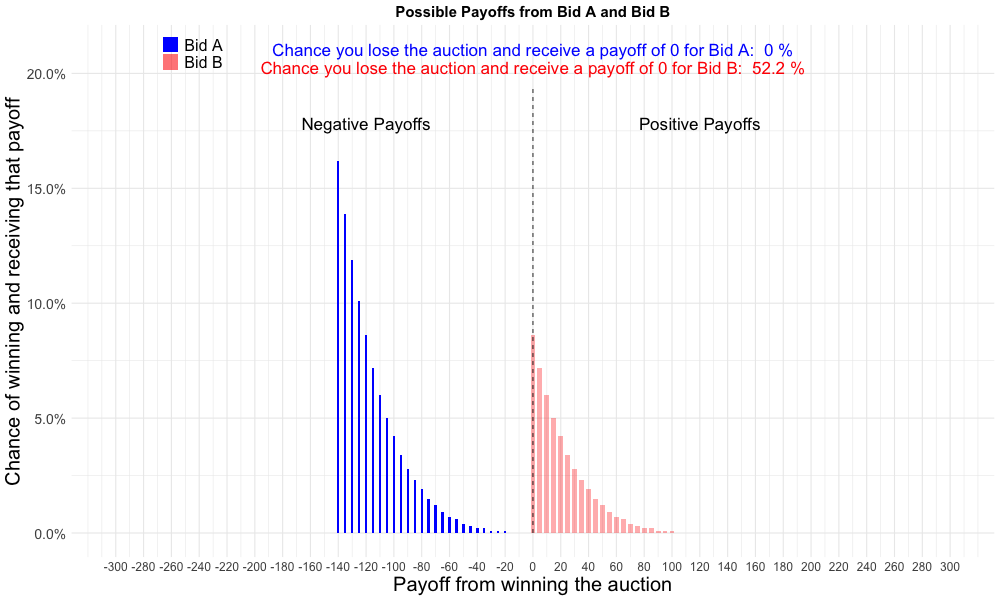 Possible Payoffs from Bid A and Bid B
Bid A
Bid B
Chance you lose the auction and receive a payoff of 0 for Bid A:  0 %
Chance you lose the auction and receive a payoff of 0 for Bid B:  52.2 %
Negative Payoffs
Positive Payoffs
Chance of winning and receiving that payoff
20.0%
15.0%
10.0%
5.0%
0.0%
-300 -280 -260 -240 -220 -200 -180 -160 -140 -120 -100 -80 -60 -40 -20 0 20 40 60 80 100 120 140 160 180 200 220 240 260 280 300
Payoff from winning the auction